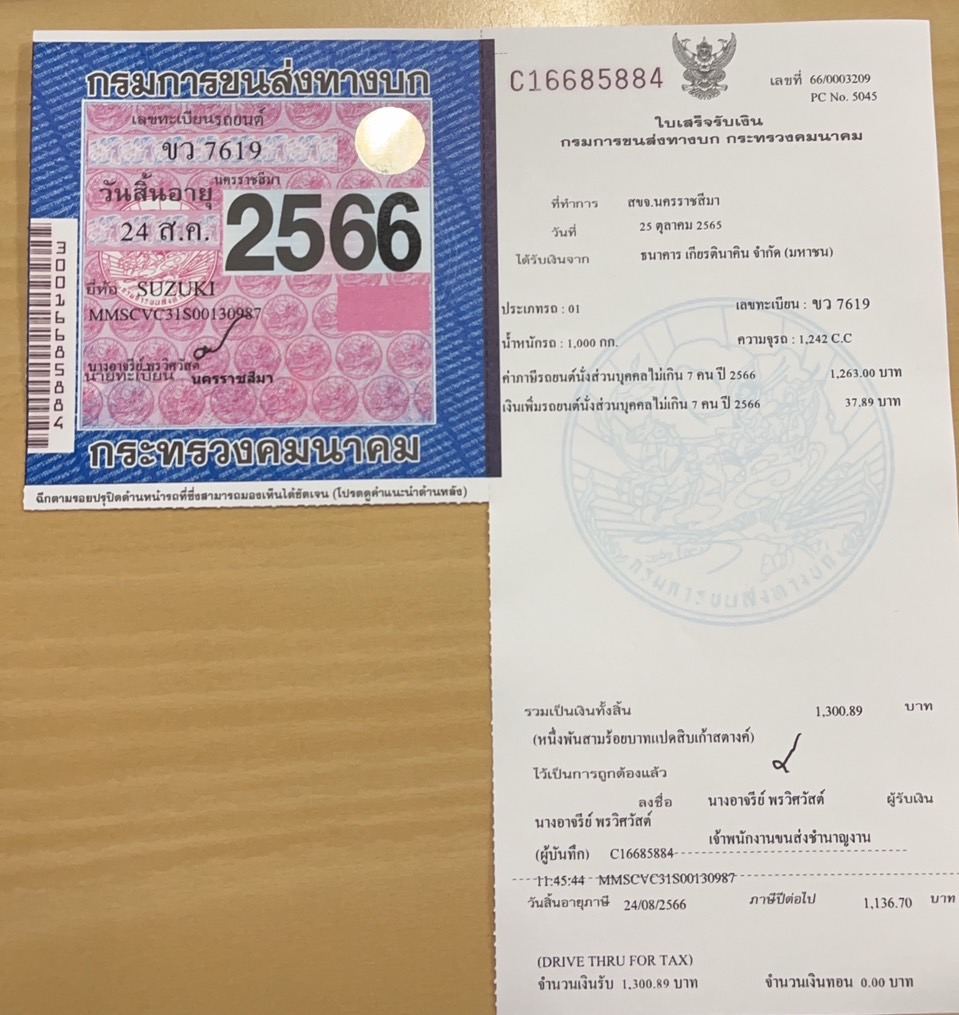 กรมการขนส่งทางบก
เลขทะเบียนรถยนต์
ขว 7619
นครราชสีมา
วันสิ้นอายุ
24 ส.ค.
2566
ยี่ห้อ SUZUKI
MMSCVC31S00130987
นางอาจรีย์ พรวิศวัสต์
นายทะเบียน นครราชสีมา
กระทรวงคมนาคม
30016685884
ฉีกตามรอยปรุปิดด้านหน้ารถที่ซึ่งสามารถมองเห็นได้ชัดเจน (โปรดดูคำแนะนำด้านหลัง)
C16685884
เลขที่ 66/0003209
PC No. 5045
ใบเสร็จรับเงิน
กรมการขนส่งทางบก กระทรวงคมนาคม
ที่ทำการ สขจ.นครราชสีมา
วันที่ 25 ตุลาคม 2565
ได้รับเงินจาก ธนาคาร เกียรตินาคิน จำกัด (มหาชน)
ประเภทรถ : 01 เลขทะเบียน : ขว 7619
น้ำหนักรถ : 1,000 กก. ความจุรถ : 1,242 C.C
ค่าภาษีรถยนต์นั่งส่วนบุคคลไม่เกิน 7 คน ปี 2566 1,263.00 บาท
เงินเพิ่มรถยนต์นั่งส่วนบุคคลไม่เกิน 7 คน ปี 2566 37.89 บาท
กรมการขนส่งทางบก
รวมเป็นเงินทั้งสิ้น 1,300.89 บาท
(หนึ่งพันสามร้อยบาทแปดสิบเก้าสตางค์)
ไว้เป็นการถูกต้องแล้ว
ลงชื่อ นางอาจรีย์ พรวิศวัสต์ ผู้รับเงิน
นางอาจรีย์ พรวิศวัสต์
เจ้าพนักงานขนส่งชำนาญงาน
(ผู้บันทึก) C16685884
11:45:44 MMSCVC31S00130987
วันสิ้นอายุภาษี 24/08/2566 ภาษีปีต่อไป 1,136.70 บาท
(DRIVE THRU FOR TAX)
จำนวนเงินรับ 1,300.89 บาท จำนวนเงินทอน 0.00 บาท